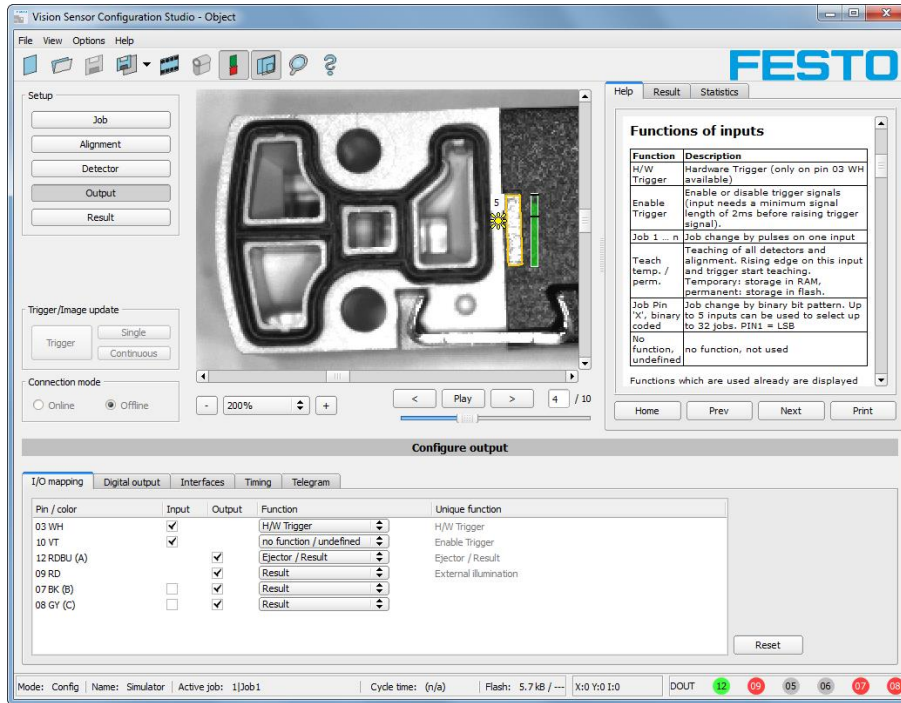 Vision Sensor Configuration Studio - Object
File View Options Help
FESTO
Setup
Job
Alignment
Detector
Output
Result
Trigger/Image update
Trigger
Single
Continuous
Connection mode
Online Offline
5
- 200% +
< Play > 4 / 10
Help Result Statistics
Functions of inputs
Function Description
H/W Trigger Hardware Trigger (only on pin 03 WH available)
Enable Trigger Enable or disable trigger signals (input needs a minimum signal length of 2ms before raising trigger signal).
Job 1 ... n Job change by pulses on one input
Teach temp. / perm. Teaching of all detectors and alignment. Rising edge on this input and trigger start teaching. Temporary: storage in RAM, permanent: storage in flash.
Job Pin 'X', binary coded Job change by binary bit pattern. Up to 5 inputs can be used to select up to 32 jobs. PIN1 = LSB
No function, undefined no function, not used
Functions which are used already are displayed
Home Prev Next Print
Configure output
I/O mapping Digital output Interfaces Timing Telegram
Pin / color Input Output Function Unique function
03 WH H/W Trigger H/W Trigger
10 VT no function / undefined Enable Trigger
12 RDBU (A) Ejector / Result Ejector / Result
09 RD Result External illumination
07 BK (B) Result
08 GY (C) Result
Reset
Mode: Config Name: Simulator Active job: 1|Job1 Cycle time: (n/a) Flash: 5.7 kB / --- X:0 Y:0 I:0 DOUT 12 09 05 06 07 08